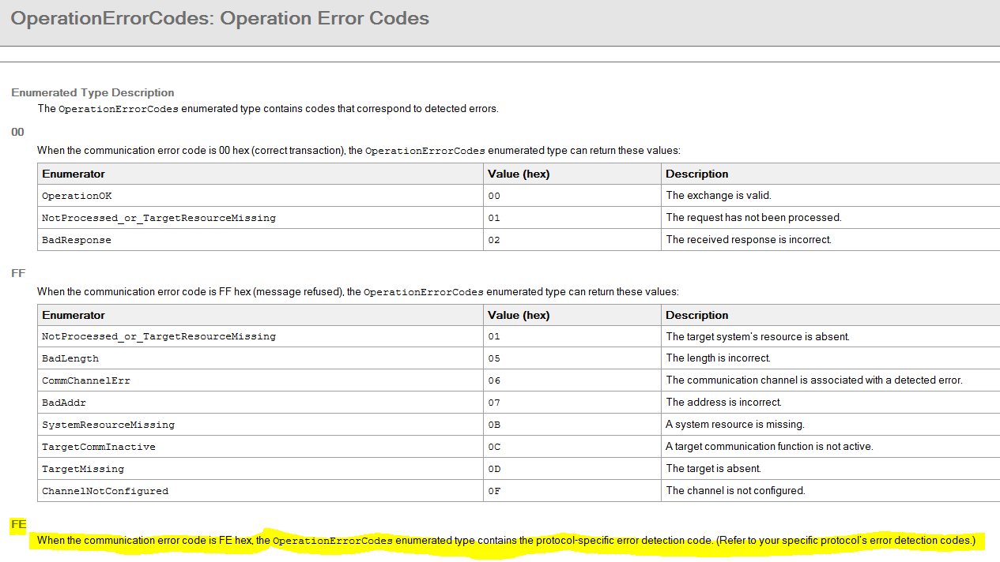 OperationErrorCodes: Operation Error Codes
Enumerated Type Description
The OperationErrorCodes enumerated type contains codes that correspond to detected errors.
00
When the communication error code is 00 hex (correct transaction), the OperationErrorCodes enumerated type can return these values:
Enumerator Value (hex) Description
OperationOK 00 The exchange is valid.
NotProcessed_or_TargetResourceMissing 01 The request has not been processed.
BadResponse 02 The received response is incorrect.
FF
When the communication error code is FF hex (message refused), the OperationErrorCodes enumerated type can return these values:
Enumerator Value (hex) Description
NotProcessed_or_TargetResourceMissing 01 The target system's resource is absent.
BadLength 05 The length is incorrect.
CommChannelErr 06 The communication channel is associated with a detected error.
BadAddr 07 The address is incorrect.
SystemResourceMissing 0B A system resource is missing.
TargetCommInactive 0C A target communication function is not active.
TargetMissing 0D The target is absent.
ChannelNotConfigured 0F The channel is not configured.
FE
When the communication error code is FE hex, the OperationErrorCodes enumerated type contains the protocol-specific error detection code. (Refer to your specific protocol's error detection codes.)